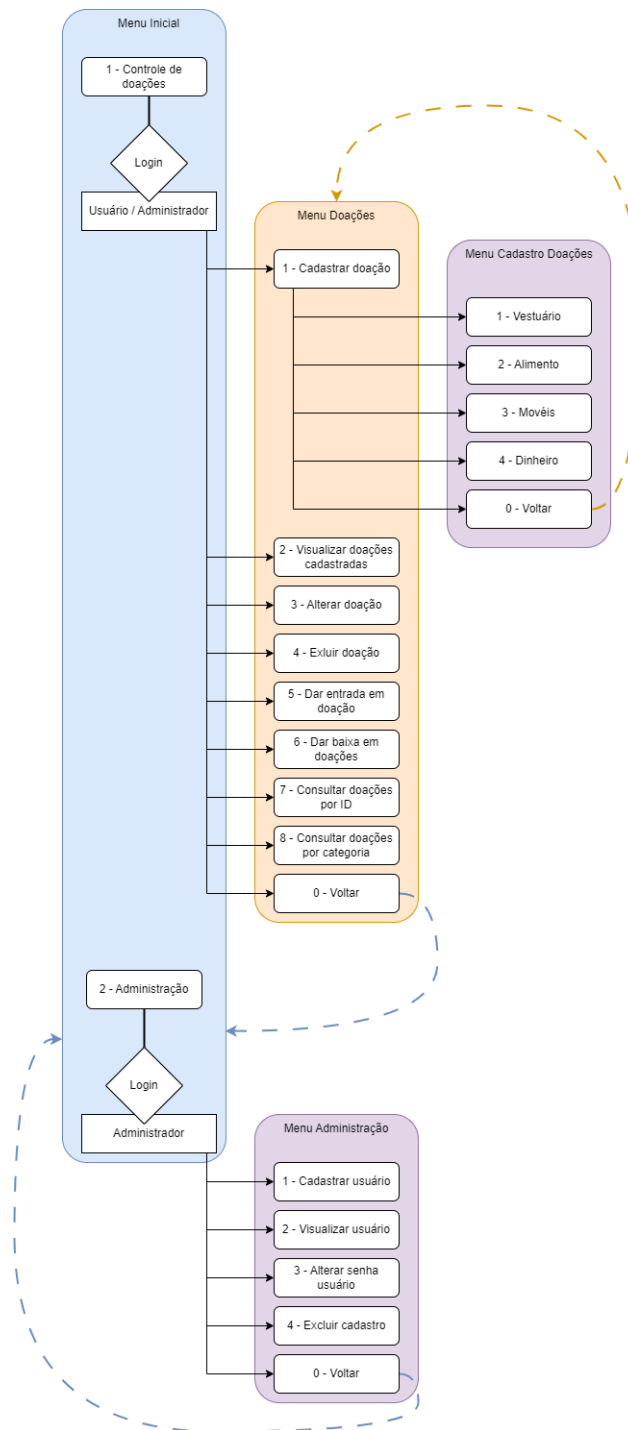 Menu Inicial
1 - Controle de
doações
Login
Usuário / Administrador
Menu Doações
1 - Cadastrar doação
Menu Cadastro Doações
1 - Vestuário
2 - Alimento
3 - Movéis
4 - Dinheiro
0 - Voltar
2 - Visualizar doações
cadastradas
3 - Alterar doação
4 - Exluir doação
5 - Dar entrada em
doação
6 - Dar baixa em
doações
7 - Consultar doações
por ID
8 - Consultar doações
por categoria
0 - Voltar
2 - Administração
Login
Administrador
Menu Administração
1 - Cadastrar usuário
2 - Visualizar usuário
3 - Alterar senha
usuário
4 - Excluir cadastro
0 - Voltar